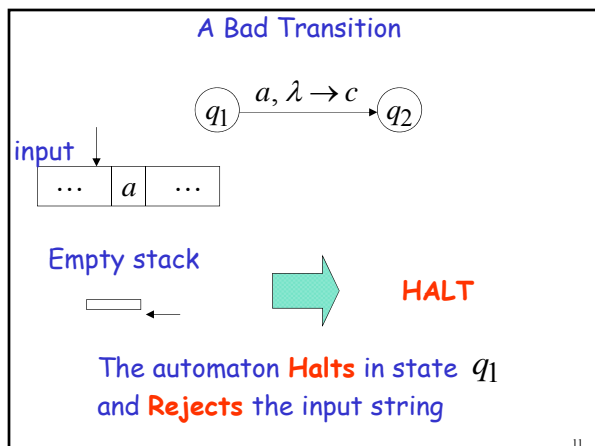 A Bad Transition
a, λ → c
q1 q2
input
⋯ a ⋯
Empty stack
HALT
The automaton Halts in state q1
and Rejects the input string
11